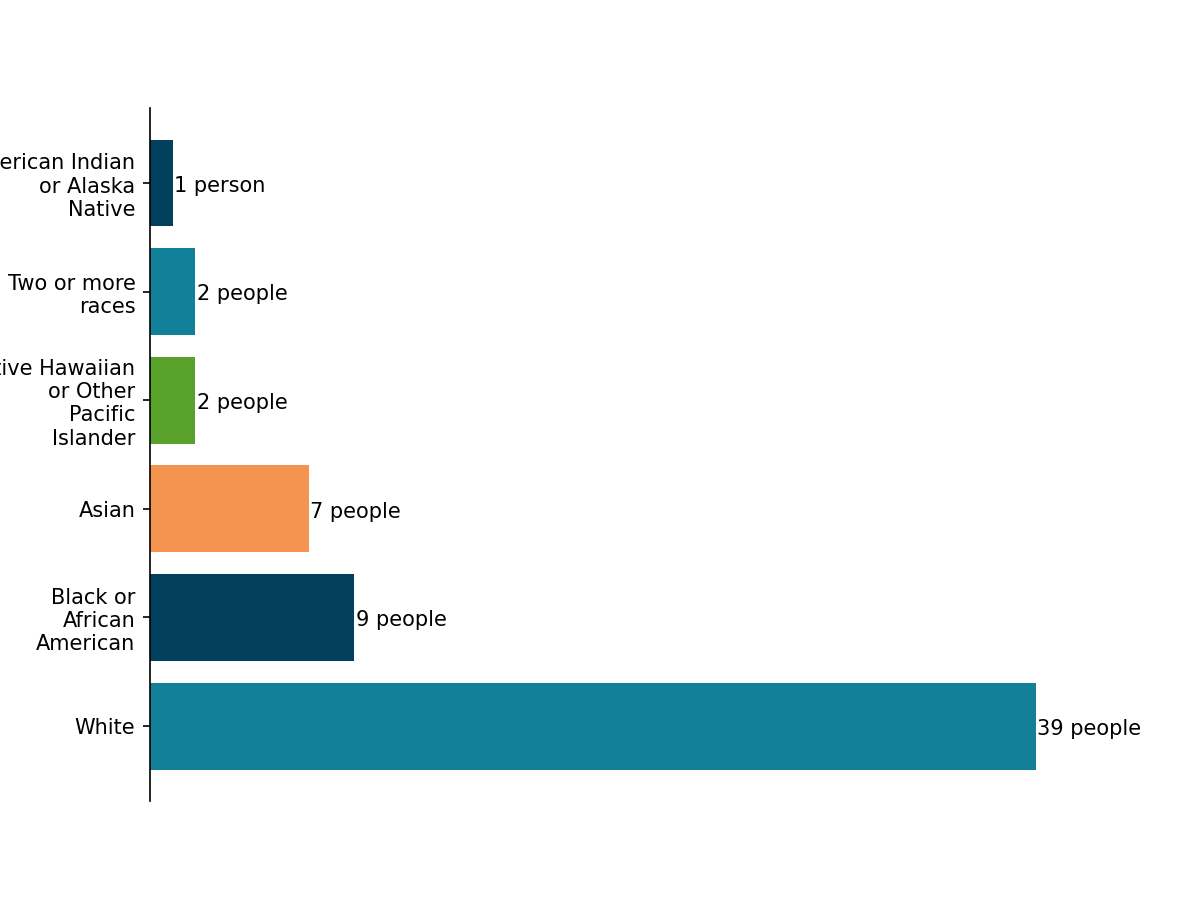 erican Indian
or Alaska
Native
1 person
Two or more
races
2 people
tive Hawaiian
or Other
Pacific
Islander
2 people
Asian
7 people
Black or
African
American
9 people
White
39 people